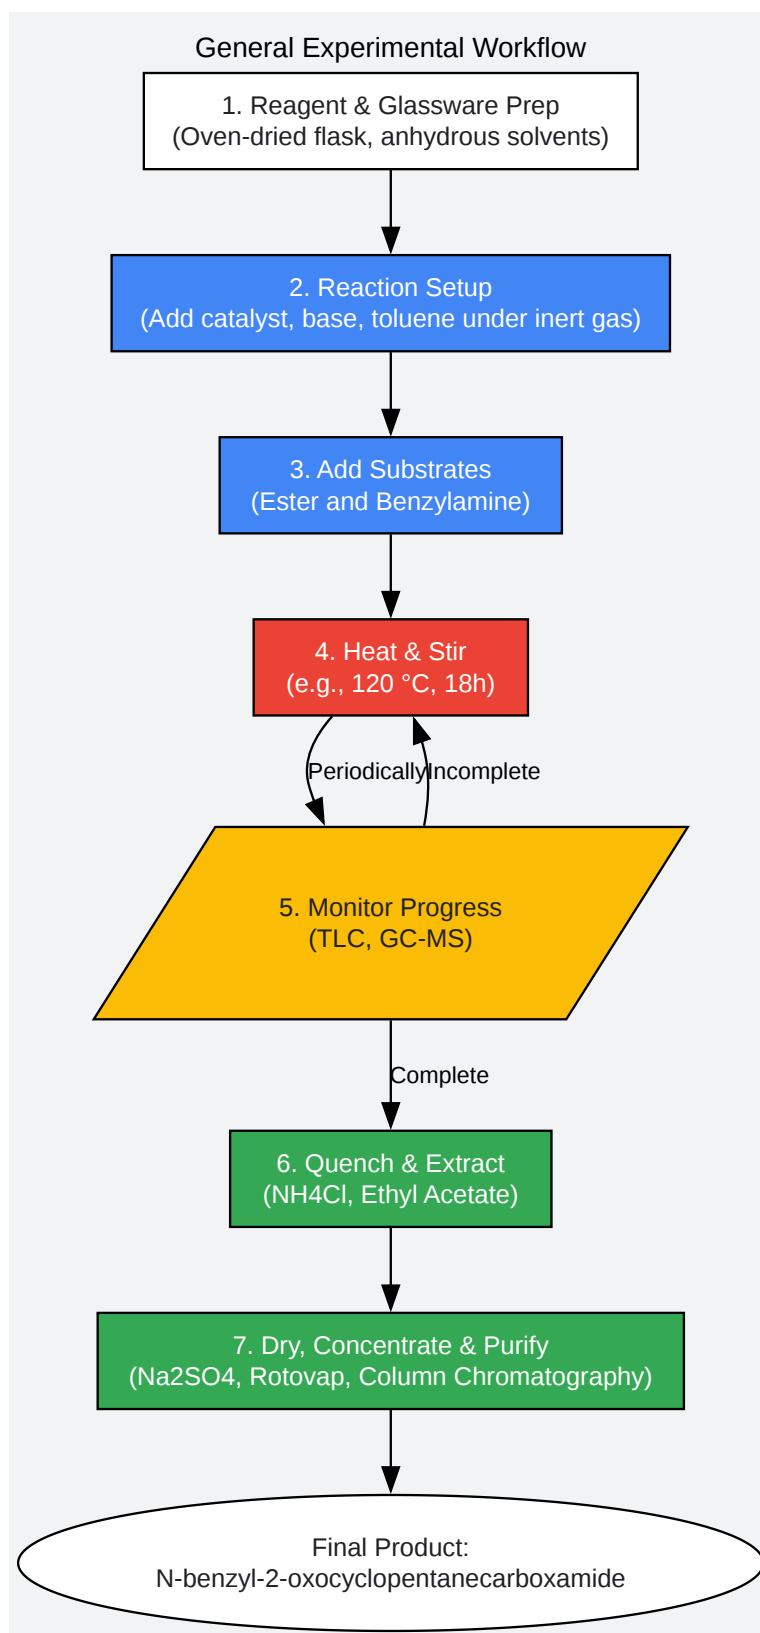 General Experimental Workflow
1. Reagent & Glassware Prep
(Oven-dried flask, anhydrous solvents)
2. Reaction Setup
(Add catalyst, base, toluene under inert gas)
3. Add Substrates
(Ester and Benzylamine)
4. Heat & Stir
(e.g., 120 °C, 18h)
Periodically
Incomplete
5. Monitor Progress
(TLC, GC-MS)
Complete
6. Quench & Extract
(NH4Cl, Ethyl Acetate)
7. Dry, Concentrate & Purify
(Na2SO4, Rotovap, Column Chromatography)
Final Product:
N-benzyl-2-oxocyclopentanecarboxamide